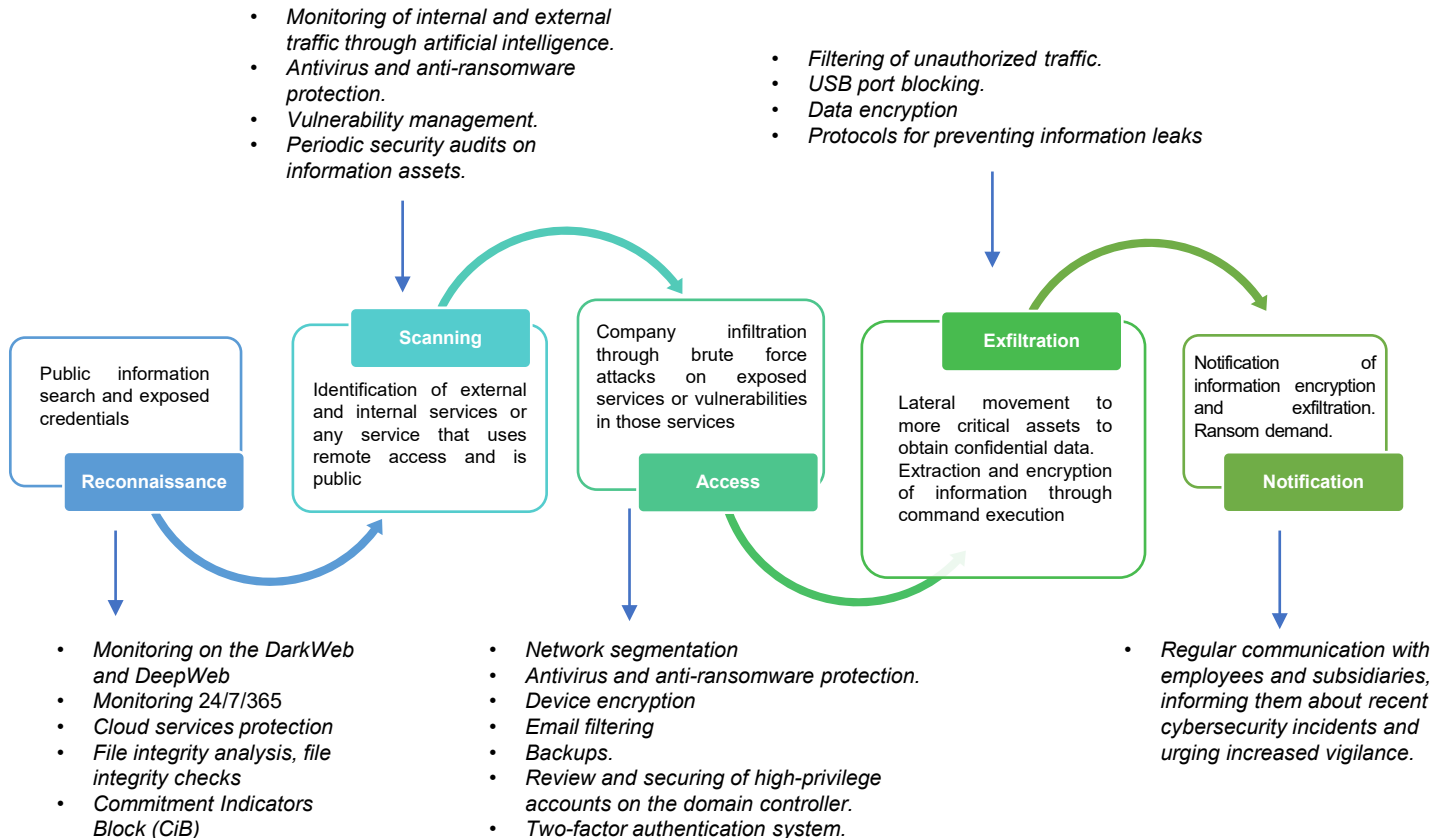 • Monitoring of internal and external
traffic through artificial intelligence.
• Antivirus and anti-ransomware
protection.
• Vulnerability management.
• Periodic security audits on
information assets.
• Filtering of unauthorized traffic.
• USB port blocking.
• Data encryption
• Protocols for preventing information leaks
Public information
search and exposed
credentials
Reconnaissance
Scanning
Identification of external
and internal services or
any service that uses
remote access and is
public
Company infiltration
through brute force
attacks on exposed
services or vulnerabilities
in those services
Access
Exfiltration
Lateral movement to
more critical assets to
obtain confidential data.
Extraction and encryption
of information through
command execution
Notification of
information encryption
and exfiltration.
Ransom demand.
Notification
• Monitoring on the DarkWeb
and DeepWeb
• Monitoring 24/7/365
• Cloud services protection
• File integrity analysis, file
integrity checks
• Commitment Indicators
Block (CiB)
• Network segmentation
• Antivirus and anti-ransomware protection.
• Device encryption
• Email filtering
• Backups.
• Review and securing of high-privilege
accounts on the domain controller.
• Two-factor authentication system.
• Regular communication with
employees and subsidiaries,
informing them about recent
cybersecurity incidents and
urging increased vigilance.